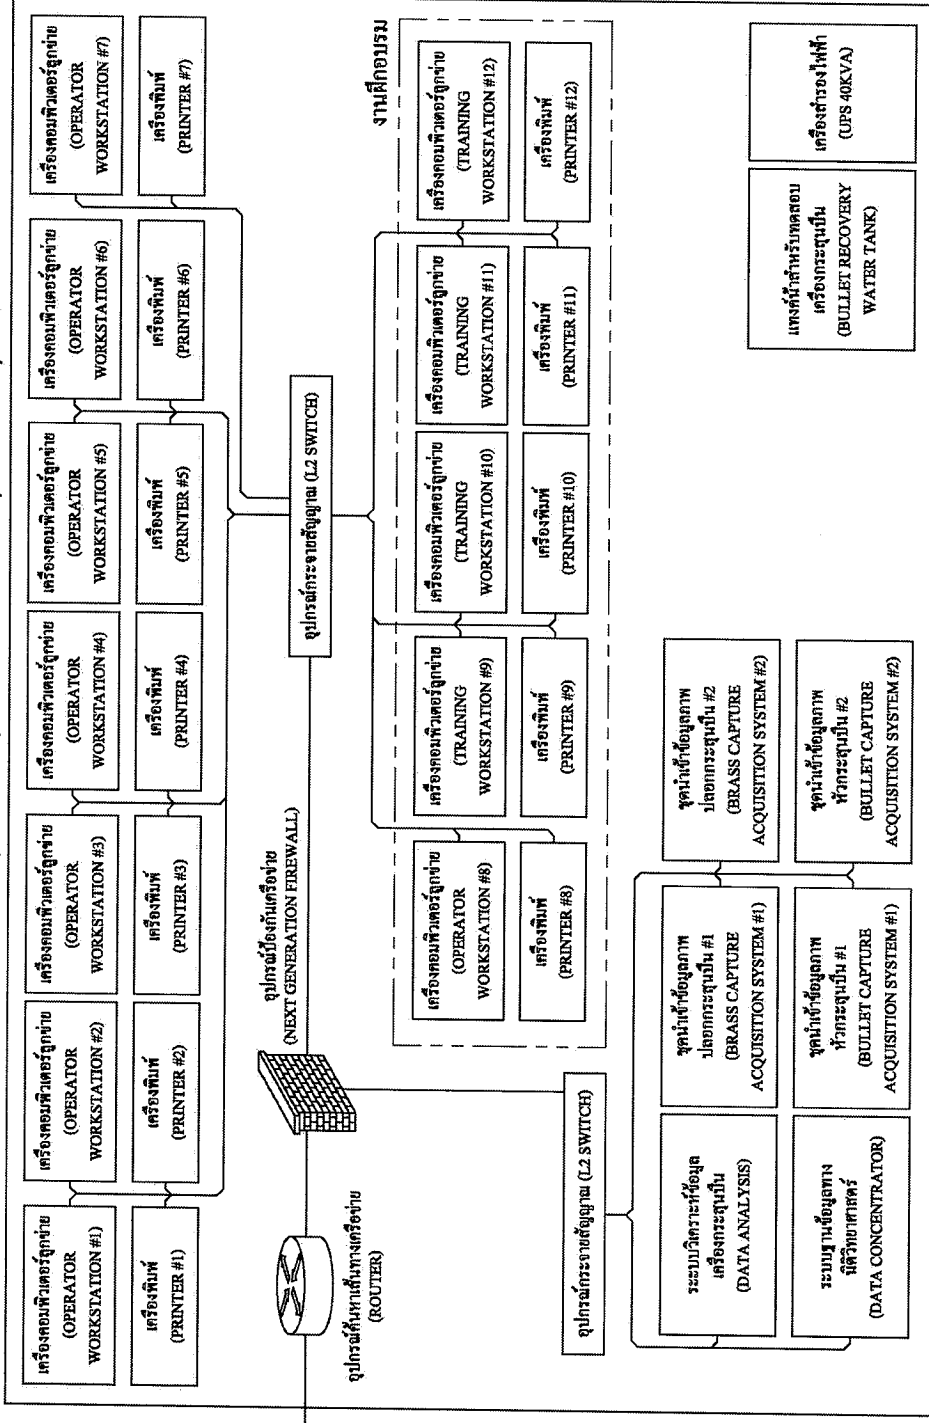 เครื่องคอมพิวเตอร์ลูกข่าย
(OPERATOR
WORKSTATION #1)
เครื่องพิมพ์
(PRINTER #1)
เครื่องคอมพิวเตอร์ลูกข่าย
(OPERATOR
WORKSTATION #2)
เครื่องพิมพ์
(PRINTER #2)
เครื่องคอมพิวเตอร์ลูกข่าย
(OPERATOR
WORKSTATION #3)
เครื่องพิมพ์
(PRINTER #3)
เครื่องคอมพิวเตอร์ลูกข่าย
(OPERATOR
WORKSTATION #4)
เครื่องพิมพ์
(PRINTER #4)
เครื่องคอมพิวเตอร์ลูกข่าย
(OPERATOR
WORKSTATION #5)
เครื่องพิมพ์
(PRINTER #5)
เครื่องคอมพิวเตอร์ลูกข่าย
(OPERATOR
WORKSTATION #6)
เครื่องพิมพ์
(PRINTER #6)
เครื่องคอมพิวเตอร์ลูกข่าย
(OPERATOR
WORKSTATION #7)
เครื่องพิมพ์
(PRINTER #7)
อุปกรณ์ค้นหาเส้นทางเครือข่าย
(ROUTER)
อุปกรณ์ป้องกันเครือข่าย
(NEXT GENERATION FIREWALL)
อุปกรณ์กระจายสัญญาณ (L2 SWITCH)
งานฝึกอบรม
เครื่องคอมพิวเตอร์ลูกข่าย
(OPERATOR
WORKSTATION #8)
เครื่องพิมพ์
(PRINTER #8)
เครื่องคอมพิวเตอร์ลูกข่าย
(TRAINING
WORKSTATION #9)
เครื่องพิมพ์
(PRINTER #9)
เครื่องคอมพิวเตอร์ลูกข่าย
(TRAINING
WORKSTATION #10)
เครื่องพิมพ์
(PRINTER #10)
เครื่องคอมพิวเตอร์ลูกข่าย
(TRAINING
WORKSTATION #11)
เครื่องพิมพ์
(PRINTER #11)
เครื่องคอมพิวเตอร์ลูกข่าย
(TRAINING
WORKSTATION #12)
เครื่องพิมพ์
(PRINTER #12)
อุปกรณ์กระจายสัญญาณ (L2 SWITCH)
ระบบวิเคราะห์ข้อมูล
เครื่องกระสุนปืน
(DATA ANALYSIS)
ชุดนำเข้าข้อมูลภาพ
ปลอกกระสุนปืน #1
(BRASS CAPTURE
ACQUISITION SYSTEM #1)
ชุดนำเข้าข้อมูลภาพ
ปลอกกระสุนปืน #2
(BRASS CAPTURE
ACQUISITION SYSTEM #2)
ระบบฐานข้อมูลทาง
นิติวิทยาศาสตร์
(DATA CONCENTRATOR)
ชุดนำเข้าข้อมูลภาพ
หัวกระสุนปืน #1
(BULLET CAPTURE
ACQUISITION SYSTEM #1)
ชุดนำเข้าข้อมูลภาพ
หัวกระสุนปืน #2
(BULLET CAPTURE
ACQUISITION SYSTEM #2)
แทงค์น้ำสำหรับทดสอบ
เครื่องกระสุนปืน
(BULLET RECOVERY
WATER TANK)
เครื่องสำรองไฟฟ้า
(UPS 40KVA)